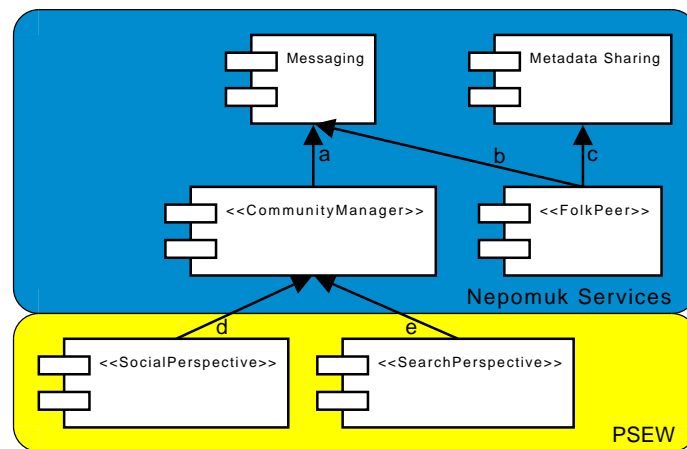 Messaging
Metadata Sharing
a
b
c
<<CommunityManager>>
<<FolkPeer>>
Nepomuk Services
d
e
<<SocialPerspective>>
<<SearchPerspective>>
PSEW